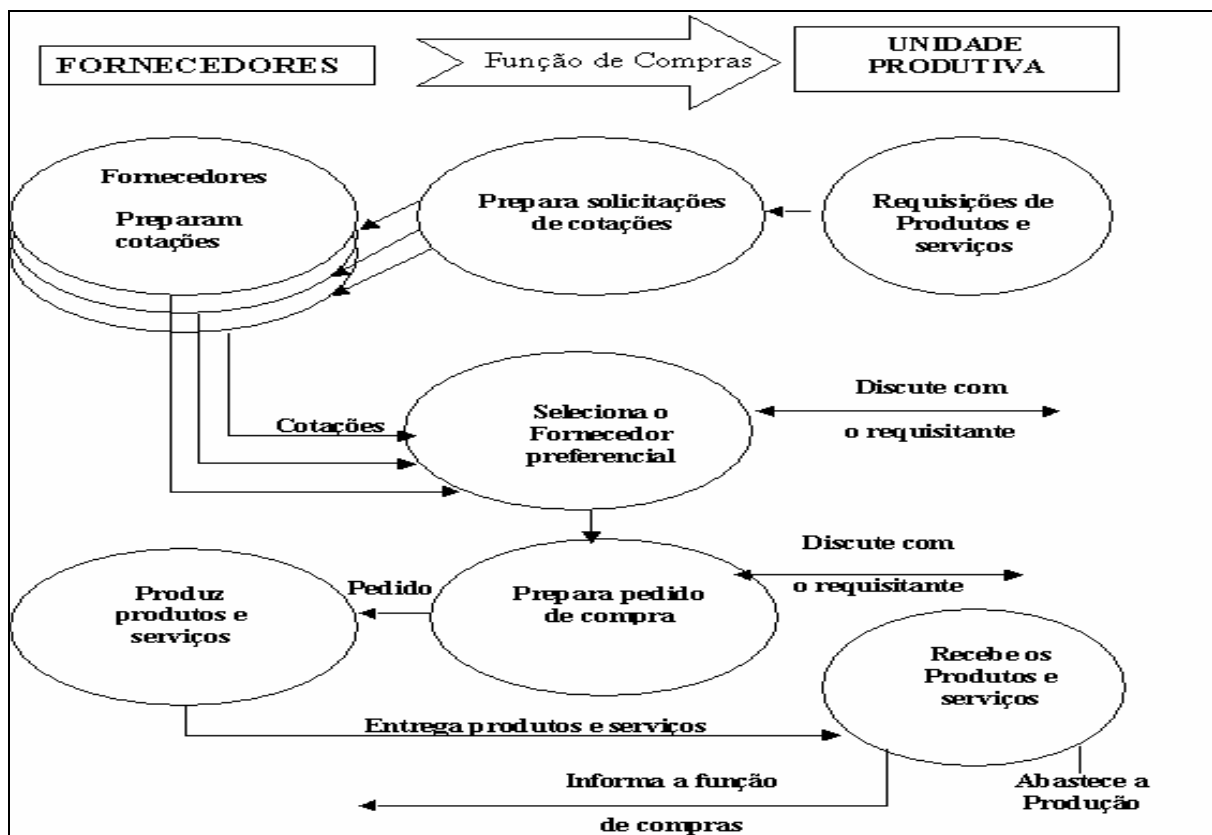 FORNECEDORES
Função de Compras
UNIDADE
PRODUTIVA
Fornecedores
Preparam
cotações
Prepara solicitações
de cotações
Requisições de
Produtos e
serviços
Cotações
Seleciona o
Fornecedor
preferencial
Discute com
o requisitante
Produz
produtos e
serviços
Pedido
Prepara pedido
de compra
Discute com
o requisitante
Recebe os
Produtos e
serviços
Entrega produtos e serviços
Informa a função
de compras
Abastece a
Produção